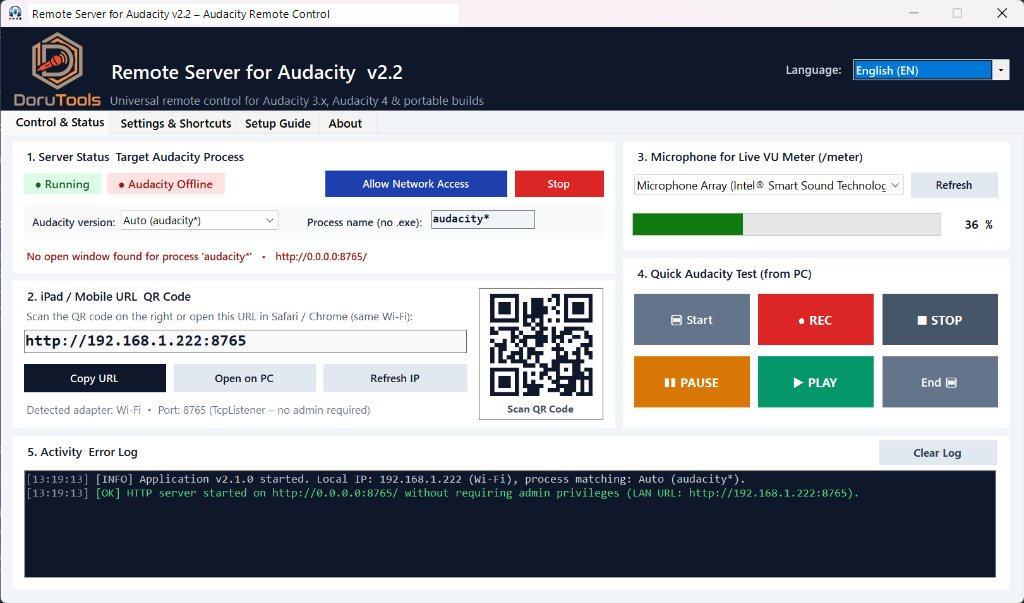 Remote Server for Audacity v2.2 – Audacity Remote Control
DoruTools
Remote Server for Audacity v2.2
Universal remote control for Audacity 3.x, Audacity 4 & portable builds
Language: English (EN)
Control & Status Settings & Shortcuts Setup Guide About
1. Server Status Target Audacity Process
● Running ● Audacity Offline Allow Network Access Stop
Audacity version: Auto (audacity*) Process name (no .exe): audacity*
No open window found for process 'audacity*' • http://0.0.0.0:8765/
2. iPad / Mobile URL QR Code
Scan the QR code on the right or open this URL in Safari / Chrome (same Wi-Fi):
http://192.168.1.222:8765
Copy URL Open on PC Refresh IP
Detected adapter: Wi-Fi • Port: 8765 (TcpListener – no admin required)
Scan QR Code
3. Microphone for Live VU Meter (/meter)
Microphone Array (Intel® Smart Sound Technolog Refresh
36 %
4. Quick Audacity Test (from PC)
⏮ Start ● REC ■ STOP
⏸ PAUSE ▶ PLAY End ⏭
5. Activity Error Log
Clear Log
[13:19:13] [INFO] Application v2.1.0 started. Local IP: 192.168.1.222 (Wi-Fi), process matching: Auto (audacity*).
[13:19:13] [OK] HTTP server started on http://0.0.0.0:8765/ without requiring admin privileges (LAN URL: http://192.168.1.222:8765).